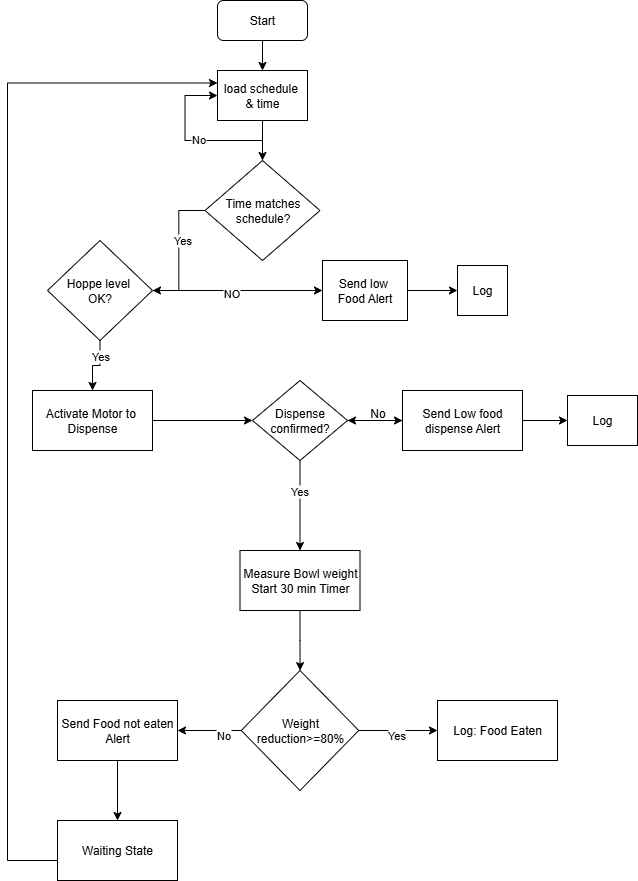 Start
load schedule
& time
No
Time matches
schedule?
Yes
Hoppe level
OK?
NO
Send low
Food Alert
Log
Yes
Activate Motor to
Dispense
Dispense
confirmed?
No
Send Low food
dispense Alert
Log
Yes
Measure Bowl weight
Start 30 min Timer
Send Food not eaten
Alert
No
Weight
reduction>=80%
Yes
Log: Food Eaten
Waiting State